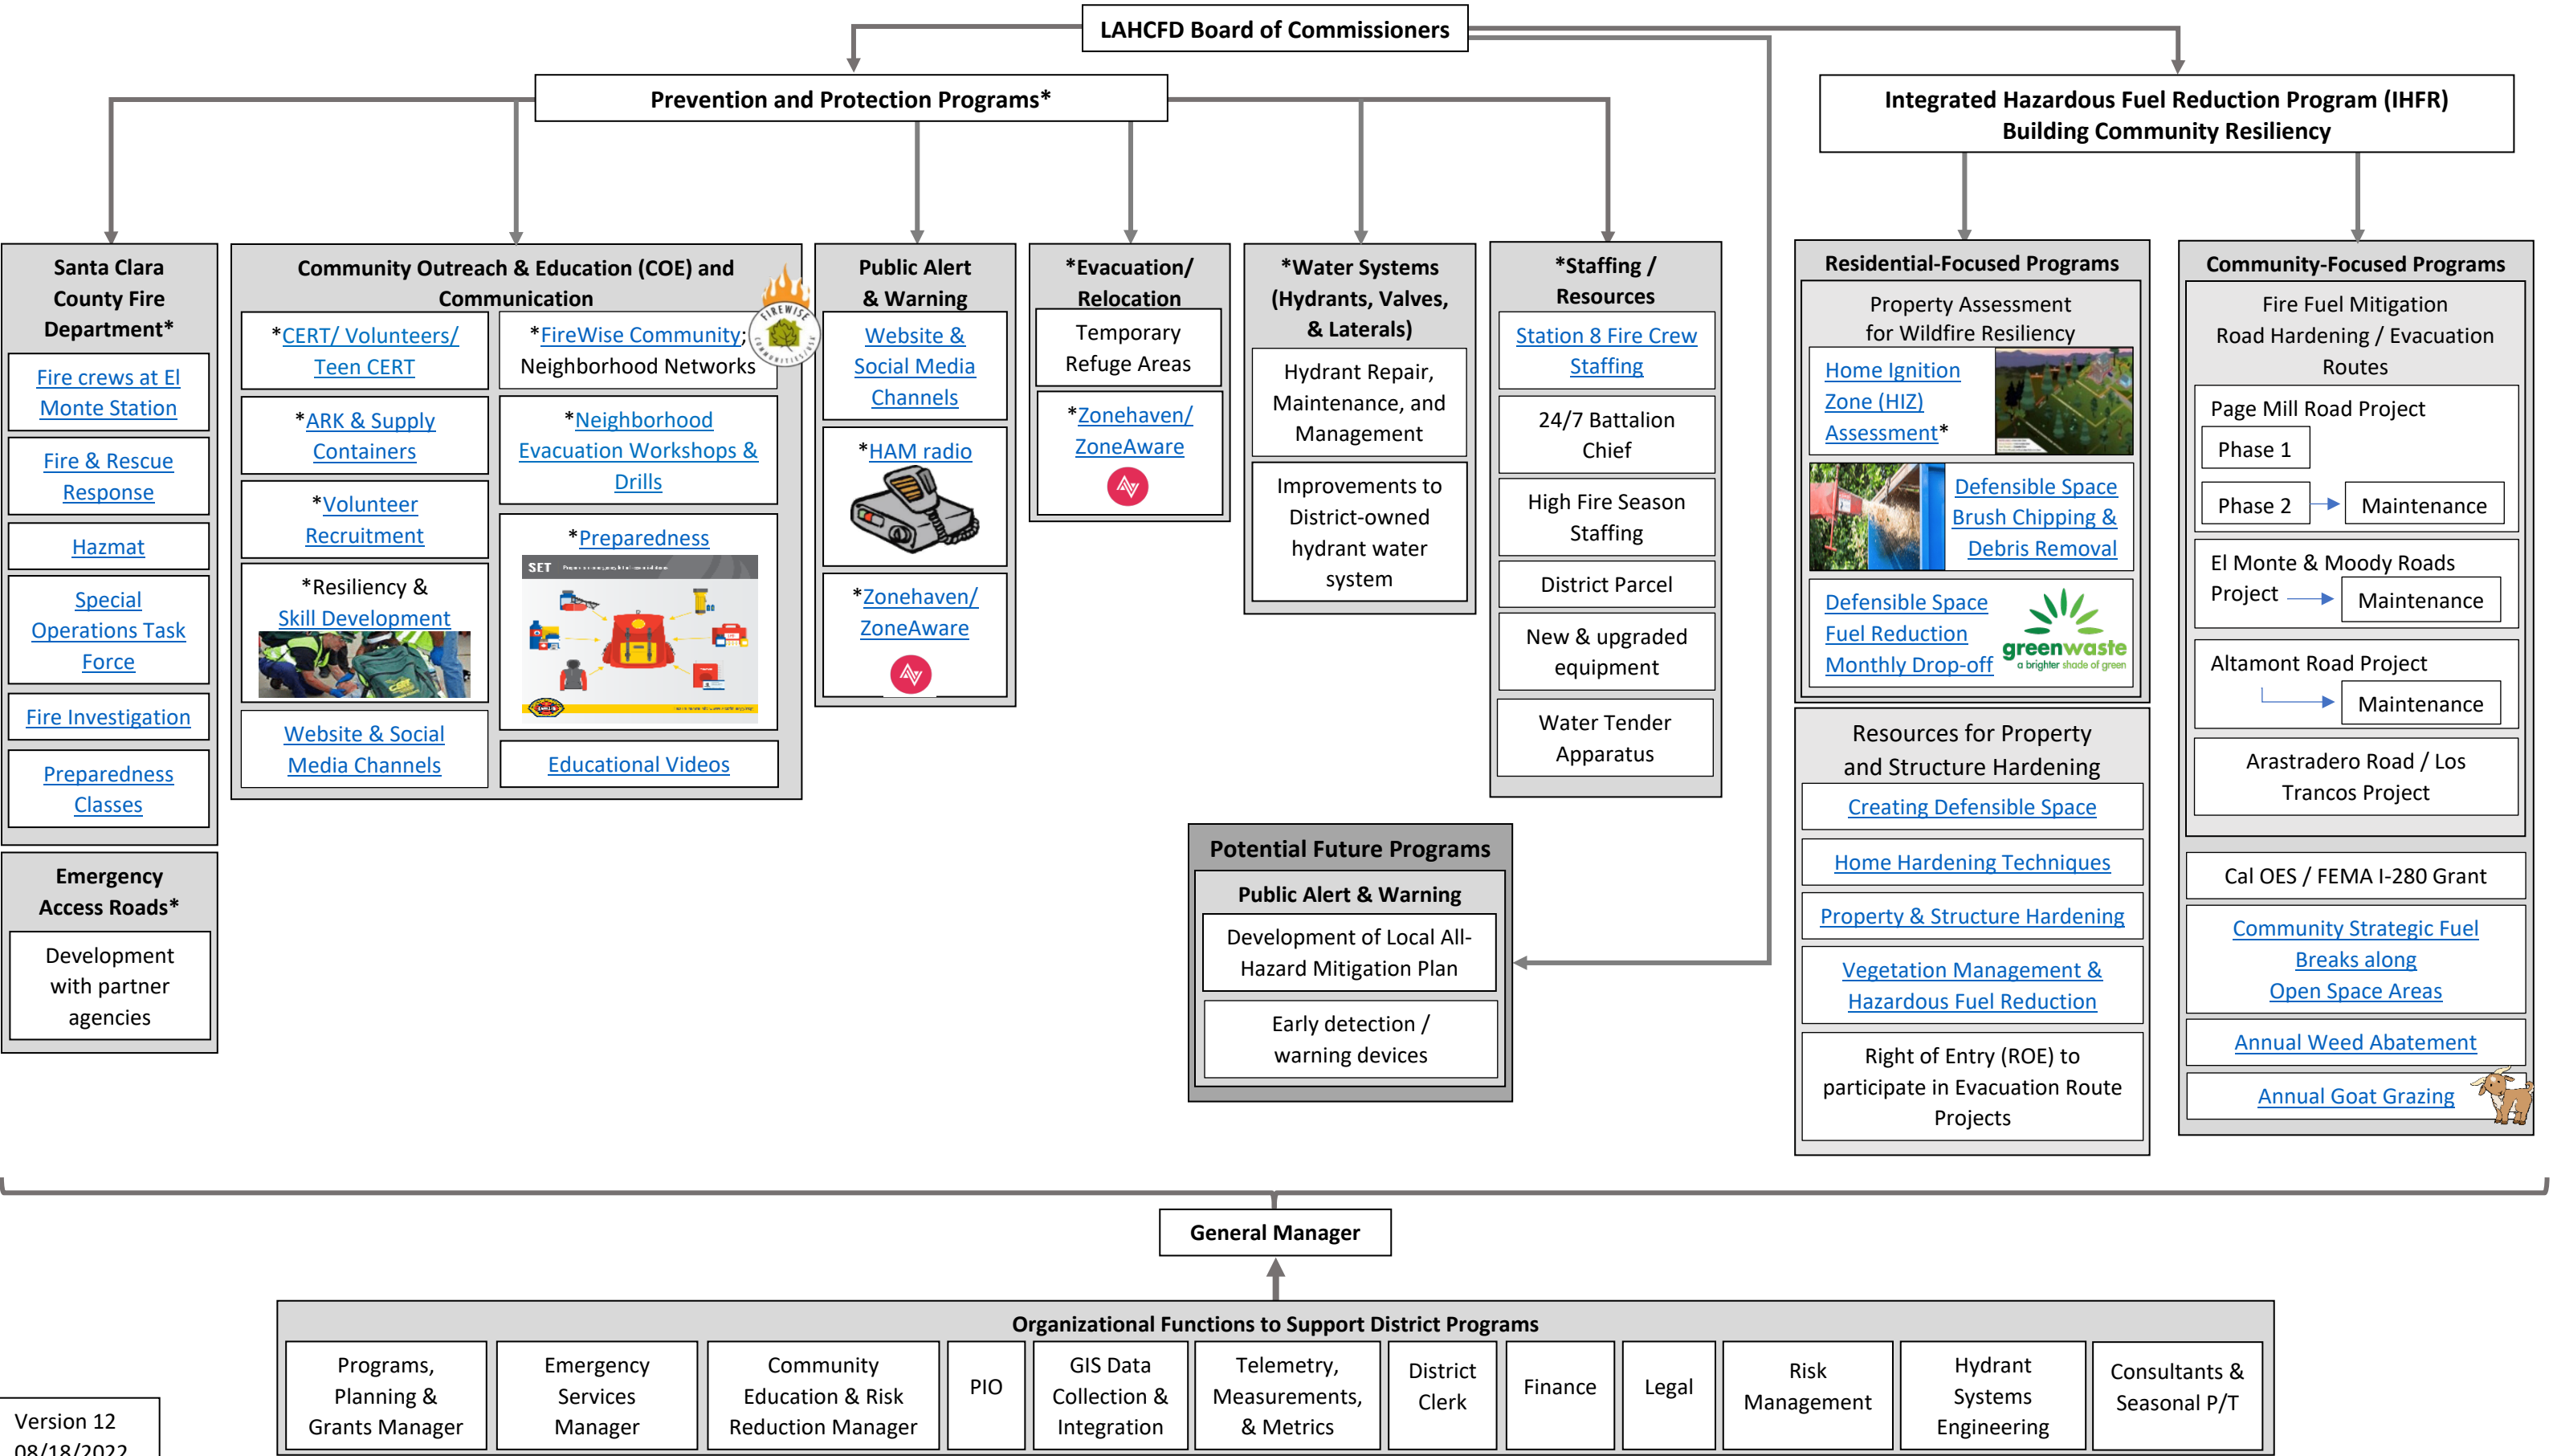 LAHCFD Board of Commissioners
Prevention and Protection Programs*
Integrated Hazardous Fuel Reduction Program (IHFR)
Building Community Resiliency
Santa Clara
County Fire
Department*
Fire crews at El
Monte Station
Fire & Rescue
Response
Hazmat
Special
Operations Task
Force
Fire Investigation
Preparedness
Classes
Emergency
Access Roads*
Development
with partner
agencies
Community Outreach & Education (COE) and
Communication
FIREWISE
COMMUNITIES/USA
*CERT/ Volunteers/
Teen CERT
*ARK & Supply
Containers
*Volunteer
Recruitment
*Resiliency &
Skill Development
Website & Social
Media Channels
*FireWise Community;
Neighborhood Networks
*Neighborhood
Evacuation Workshops &
Drills
*Preparedness
SET
Educational Videos
Public Alert
& Warning
Website &
Social Media
Channels
*HAM radio
*Zonehaven/
ZoneAware
*Evacuation/
Relocation
Temporary
Refuge Areas
*Zonehaven/
ZoneAware
*Water Systems
(Hydrants, Valves,
& Laterals)
Hydrant Repair,
Maintenance, and
Management
Improvements to
District-owned
hydrant water
system
*Staffing /
Resources
Station 8 Fire Crew
Staffing
24/7 Battalion
Chief
High Fire Season
Staffing
District Parcel
New & upgraded
equipment
Water Tender
Apparatus
Potential Future Programs
Public Alert & Warning
Development of Local All-
Hazard Mitigation Plan
Early detection /
warning devices
Residential-Focused Programs
Property Assessment
for Wildfire Resiliency
Home Ignition
Zone (HIZ)
Assessment*
Defensible Space
Brush Chipping &
Debris Removal
Defensible Space
Fuel Reduction
Monthly Drop-off
greenwaste
a brighter shade of green
Resources for Property
and Structure Hardening
Creating Defensible Space
Home Hardening Techniques
Property & Structure Hardening
Vegetation Management &
Hazardous Fuel Reduction
Right of Entry (ROE) to
participate in Evacuation Route
Projects
Community-Focused Programs
Fire Fuel Mitigation
Road Hardening / Evacuation
Routes
Page Mill Road Project
Phase 1
Phase 2
Maintenance
El Monte & Moody Roads
Project
Maintenance
Altamont Road Project
Maintenance
Arastradero Road / Los
Trancos Project
Cal OES / FEMA I-280 Grant
Community Strategic Fuel
Breaks along
Open Space Areas
Annual Weed Abatement
Annual Goat Grazing
General Manager
Organizational Functions to Support District Programs
Programs,
Planning &
Grants Manager
Emergency
Services
Manager
Community
Education & Risk
Reduction Manager
PIO
GIS Data
Collection &
Integration
Telemetry,
Measurements,
& Metrics
District
Clerk
Finance
Legal
Risk
Management
Hydrant
Systems
Engineering
Consultants &
Seasonal P/T
Version 12
08/18/2022